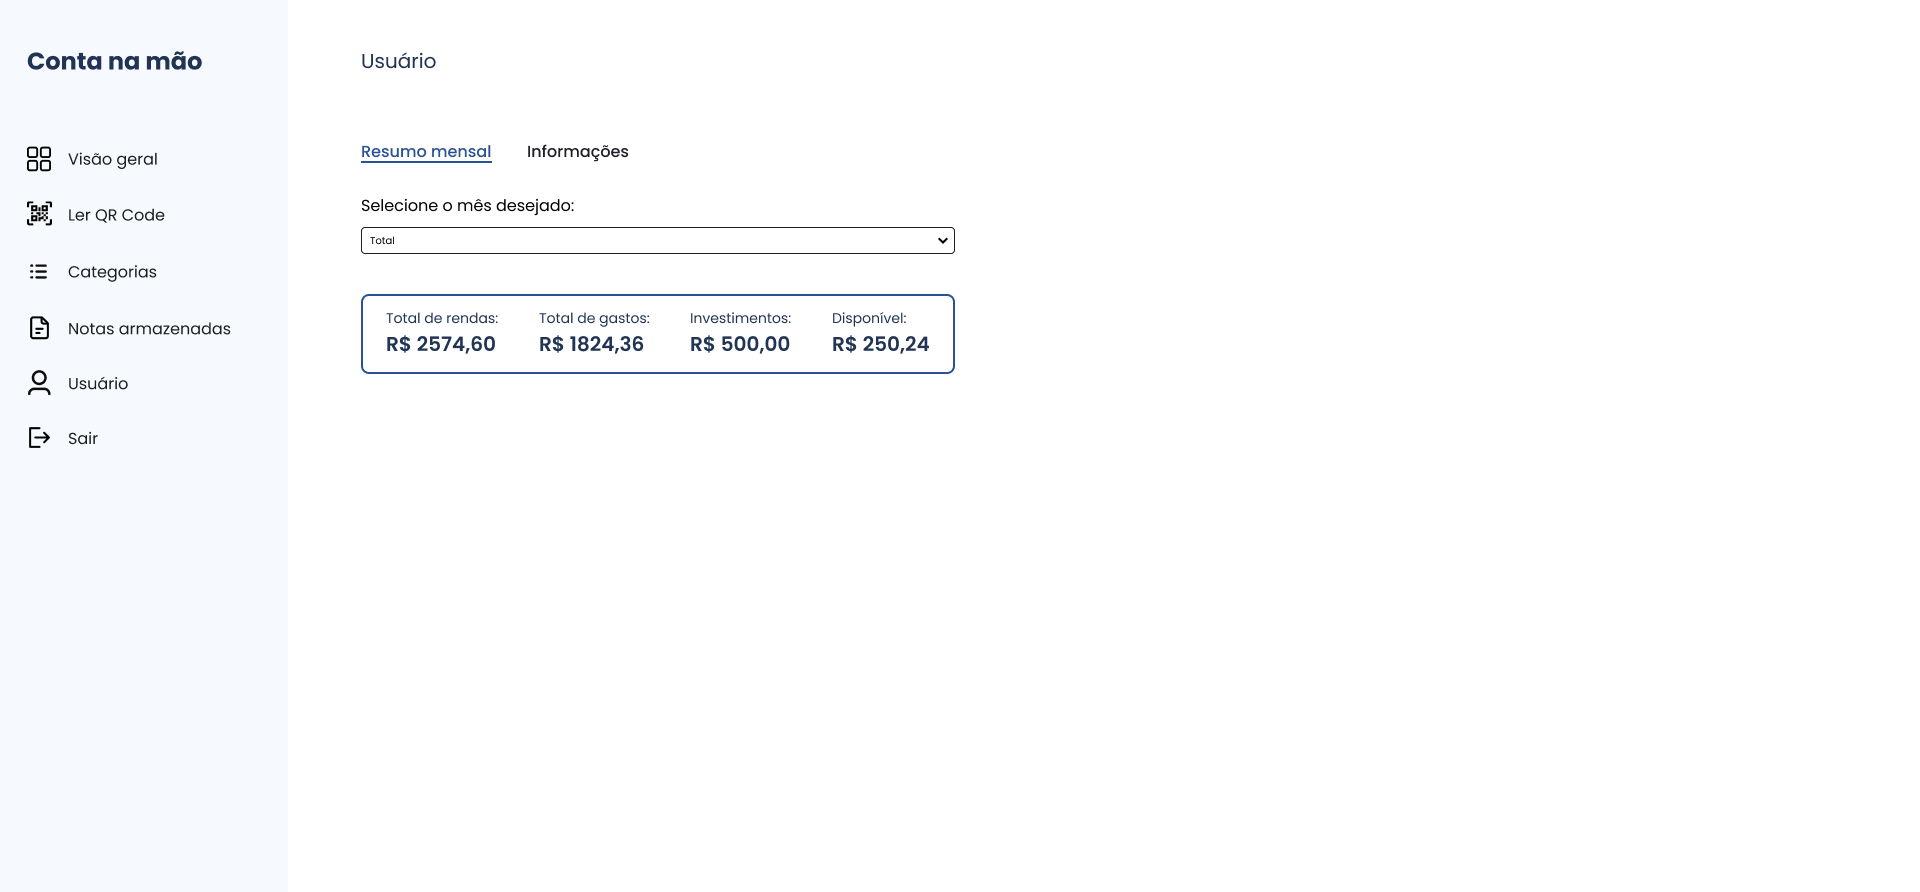 Conta na mão
Visão geral
Ler QR Code
Categorias
Notas armazenadas
Usuário
Sair
Usuário
Resumo mensal
Informações
Selecione o mês desejado:
Total
Total de rendas:
R$ 2574,60
Total de gastos:
R$ 1824,36
Investimentos:
R$ 500,00
Disponível:
R$ 250,24